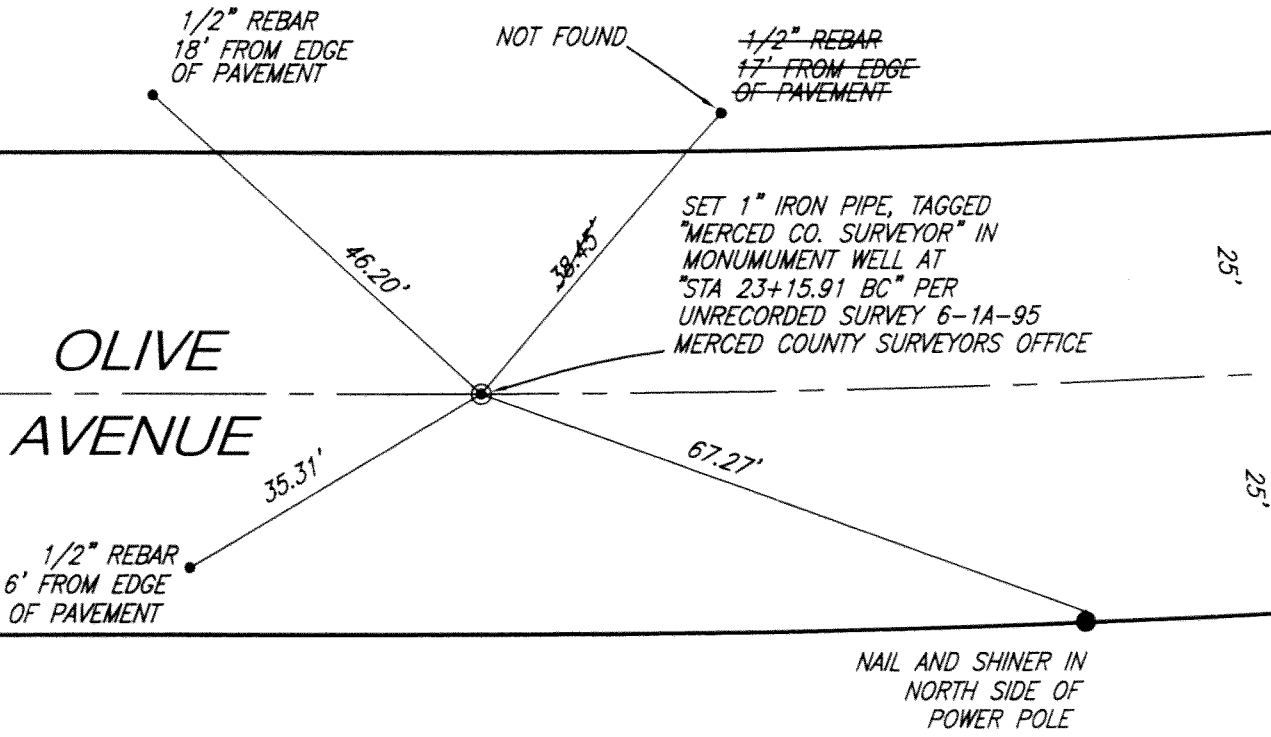 1/2" REBAR
18' FROM EDGE
OF PAVEMENT
NOT FOUND
1/2" REBAR
17' FROM EDGE
OF PAVEMENT
SET 1" IRON PIPE, TAGGED
"MERCED CO. SURVEYOR" IN
MONUMUMENT WELL AT
"STA 23+15.91 BC" PER
UNRECORDED SURVEY 6-1A-95
MERCED COUNTY SURVEYORS OFFICE
46.20'
38.45'
25'
OLIVE
AVENUE
35.31'
67.27'
25'
1/2" REBAR
6' FROM EDGE
OF PAVEMENT
NAIL AND SHINER IN
NORTH SIDE OF
POWER POLE